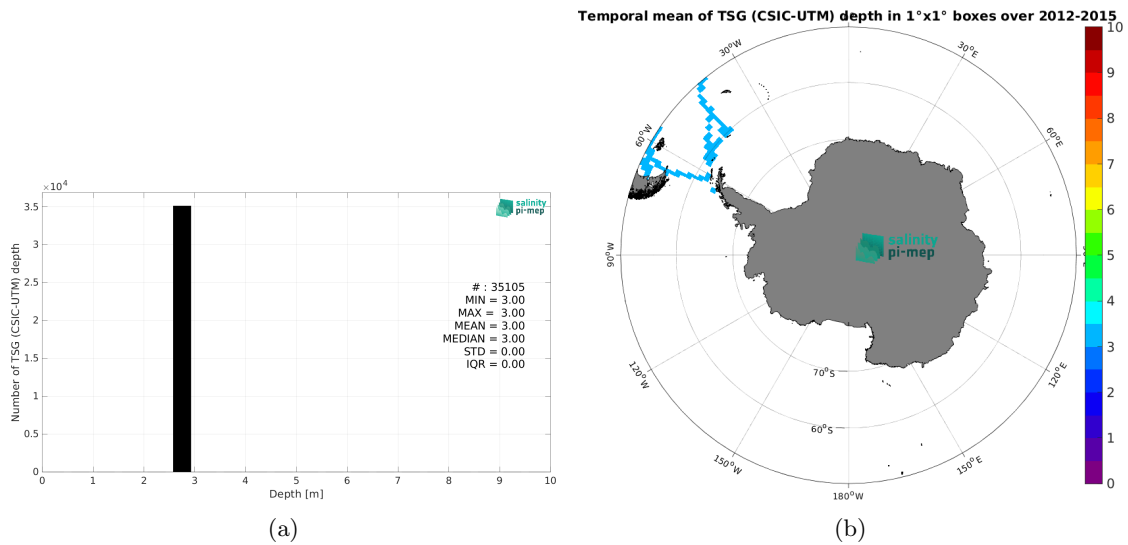 Temporal mean of TSG (CSIC-UTM) depth in 1°x1° boxes over 2012-2015
×10⁴
3.5
3
2.5
2
1.5
1
0.5
0
Number of TSG (CSIC-UTM) depth
salinity
pi-mep
# : 35105
MIN = 3.00
MAX = 3.00
MEAN = 3.00
MEDIAN = 3.00
STD = 0.00
IQR = 0.00
0 1 2 3 4 5 6 7 8 9 10
Depth [m]
(a)
30°W
30°E
60°W
60°E
90°W
salinity
pi-mep
120°W
120°E
70°S
60°S
150°W
150°E
180°W
10
9
8
7
6
5
4
3
2
1
0
(b)